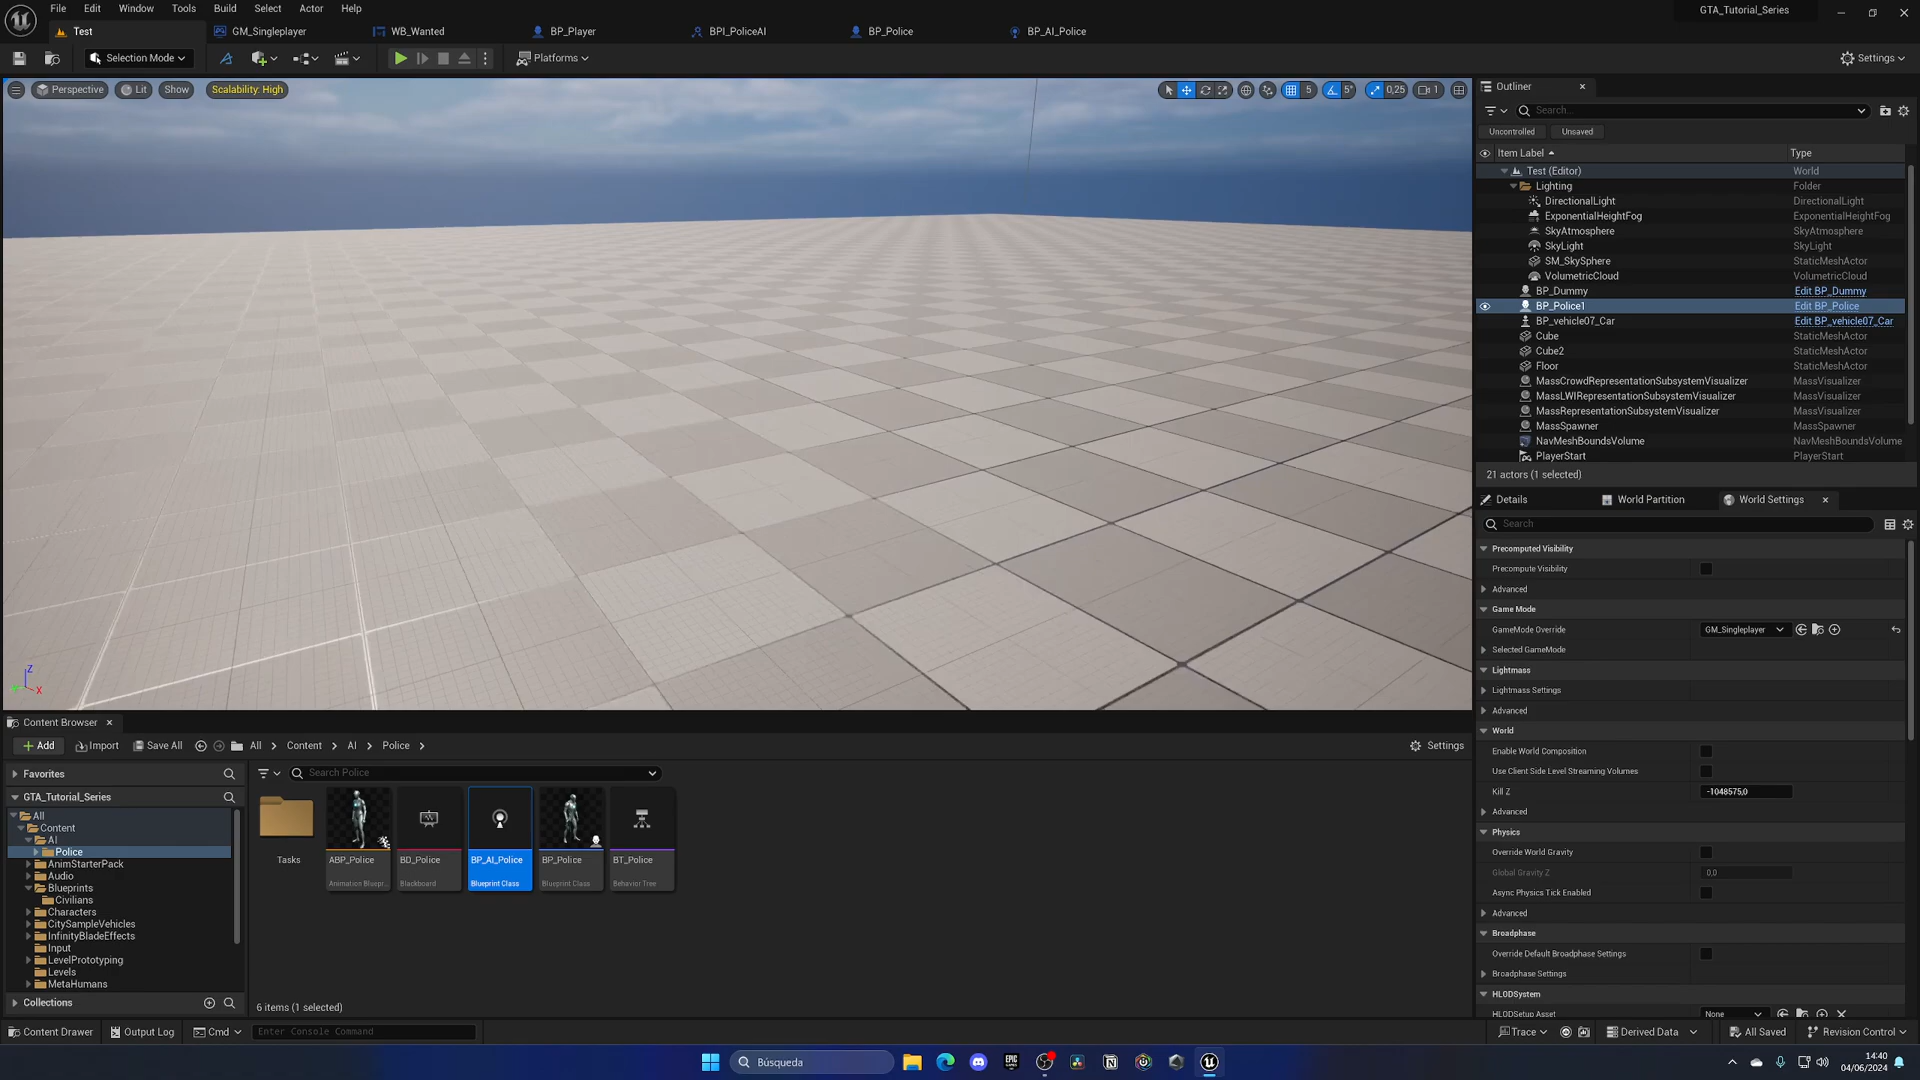 File Edit Window Tools Build Select Actor Help
GTA_Tutorial_Series
Test GM_Singleplayer WB_Wanted BP_Player BPI_PoliceAI BP_Police BP_AI_Police
Selection Mode Platforms Settings
Perspective Lit Show Scalability: High 5 5° 0,25 1
Outliner
Search...
Uncontrolled Unsaved
Item Label Type
Test (Editor) World
Lighting Folder
DirectionalLight DirectionalLight
ExponentialHeightFog ExponentialHeightFog
SkyAtmosphere SkyAtmosphere
SkyLight SkyLight
SM_SkySphere StaticMeshActor
VolumetricCloud VolumetricCloud
BP_Dummy Edit BP_Dummy
BP_Police1 Edit BP_Police
BP_vehicle07_Car Edit BP_vehicle07_Car
Cube StaticMeshActor
Cube2 StaticMeshActor
Floor StaticMeshActor
MassCrowdRepresentationSubsystemVisualizer MassVisualizer
MassLWIRepresentationSubsystemVisualizer MassVisualizer
MassRepresentationSubsystemVisualizer MassVisualizer
MassSpawner MassSpawner
NavMeshBoundsVolume NavMeshBoundsVolume
PlayerStart PlayerStart
21 actors (1 selected)
Details World Partition World Settings
Search
Precomputed Visibility
Precompute Visibility
Advanced
Game Mode
GameMode Override GM_Singleplayer
Selected GameMode
Lightmass
Lightmass Settings
Advanced
World
Enable World Composition
Use Client Side Level Streaming Volumes
Kill Z -1048575,0
Advanced
Physics
Override World Gravity
Global Gravity Z 0,0
Async Physics Tick Enabled
Advanced
Broadphase
Override Default Broadphase Settings
Broadphase Settings
HLODSystem
HLODSetup Asset None
Z
X
Content Browser
Add Import Save All All Content AI Police Settings
Favorites
GTA_Tutorial_Series
All
Content
AI
Police
AnimStarterPack
Audio
Blueprints
Civilians
Characters
CitySampleVehicles
InfinityBladeEffects
Input
LevelPrototyping
Levels
MetaHumans
Collections
Search Police
Tasks ABP_Police BD_Police BP_AI_Police BP_Police BT_Police
Animation Bluepr.. Blackboard Blueprint Class Blueprint Class Behavior Tree
6 items (1 selected)
Content Drawer Output Log Cmd Enter Console Command Trace Derived Data All Saved Revision Control
Búsqueda
EPIC
14:40
04/06/2024